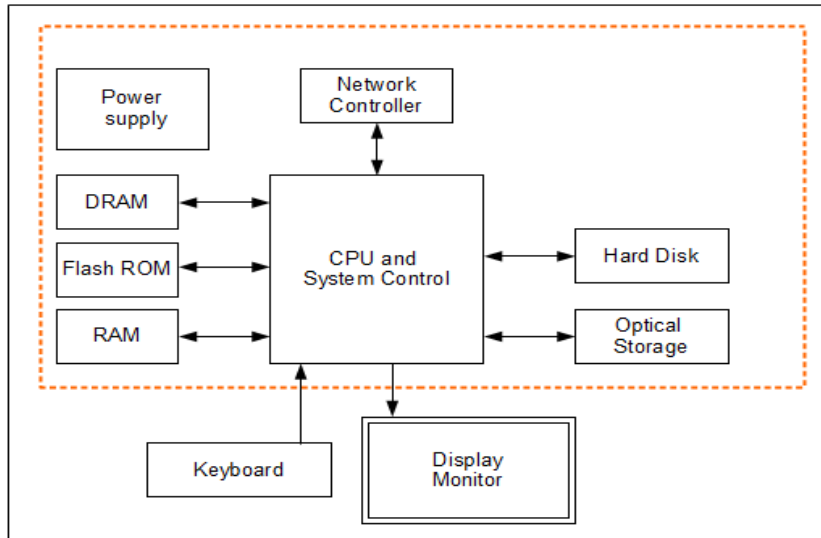 Power
supply
Network
Controller
DRAM
Flash ROM
RAM
CPU and
System Control
Hard Disk
Optical
Storage
Keyboard
Display
Monitor